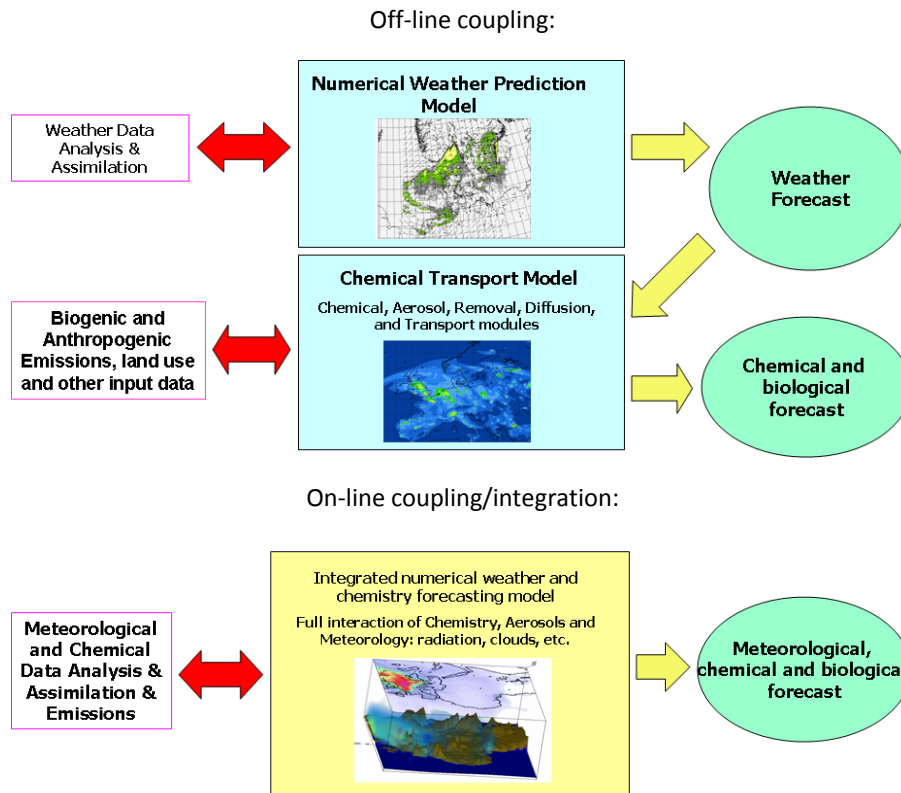 Off-line coupling:
Numerical Weather Prediction
Model
Weather Data
Analysis &
Assimilation
Weather
Forecast
Chemical Transport Model
Chemical, Aerosol, Removal, Diffusion,
and Transport modules
Biogenic and
Anthropogenic
Emissions, land use
and other input data
Chemical and
biological
forecast
On-line coupling/integration:
Integrated numerical weather and
chemistry forecasting model
Full interaction of Chemistry, Aerosols and
Meteorology: radiation, clouds, etc.
Meteorological
and Chemical
Data Analysis &
Assimilation &
Emissions
Meteorological,
chemical and biological
forecast